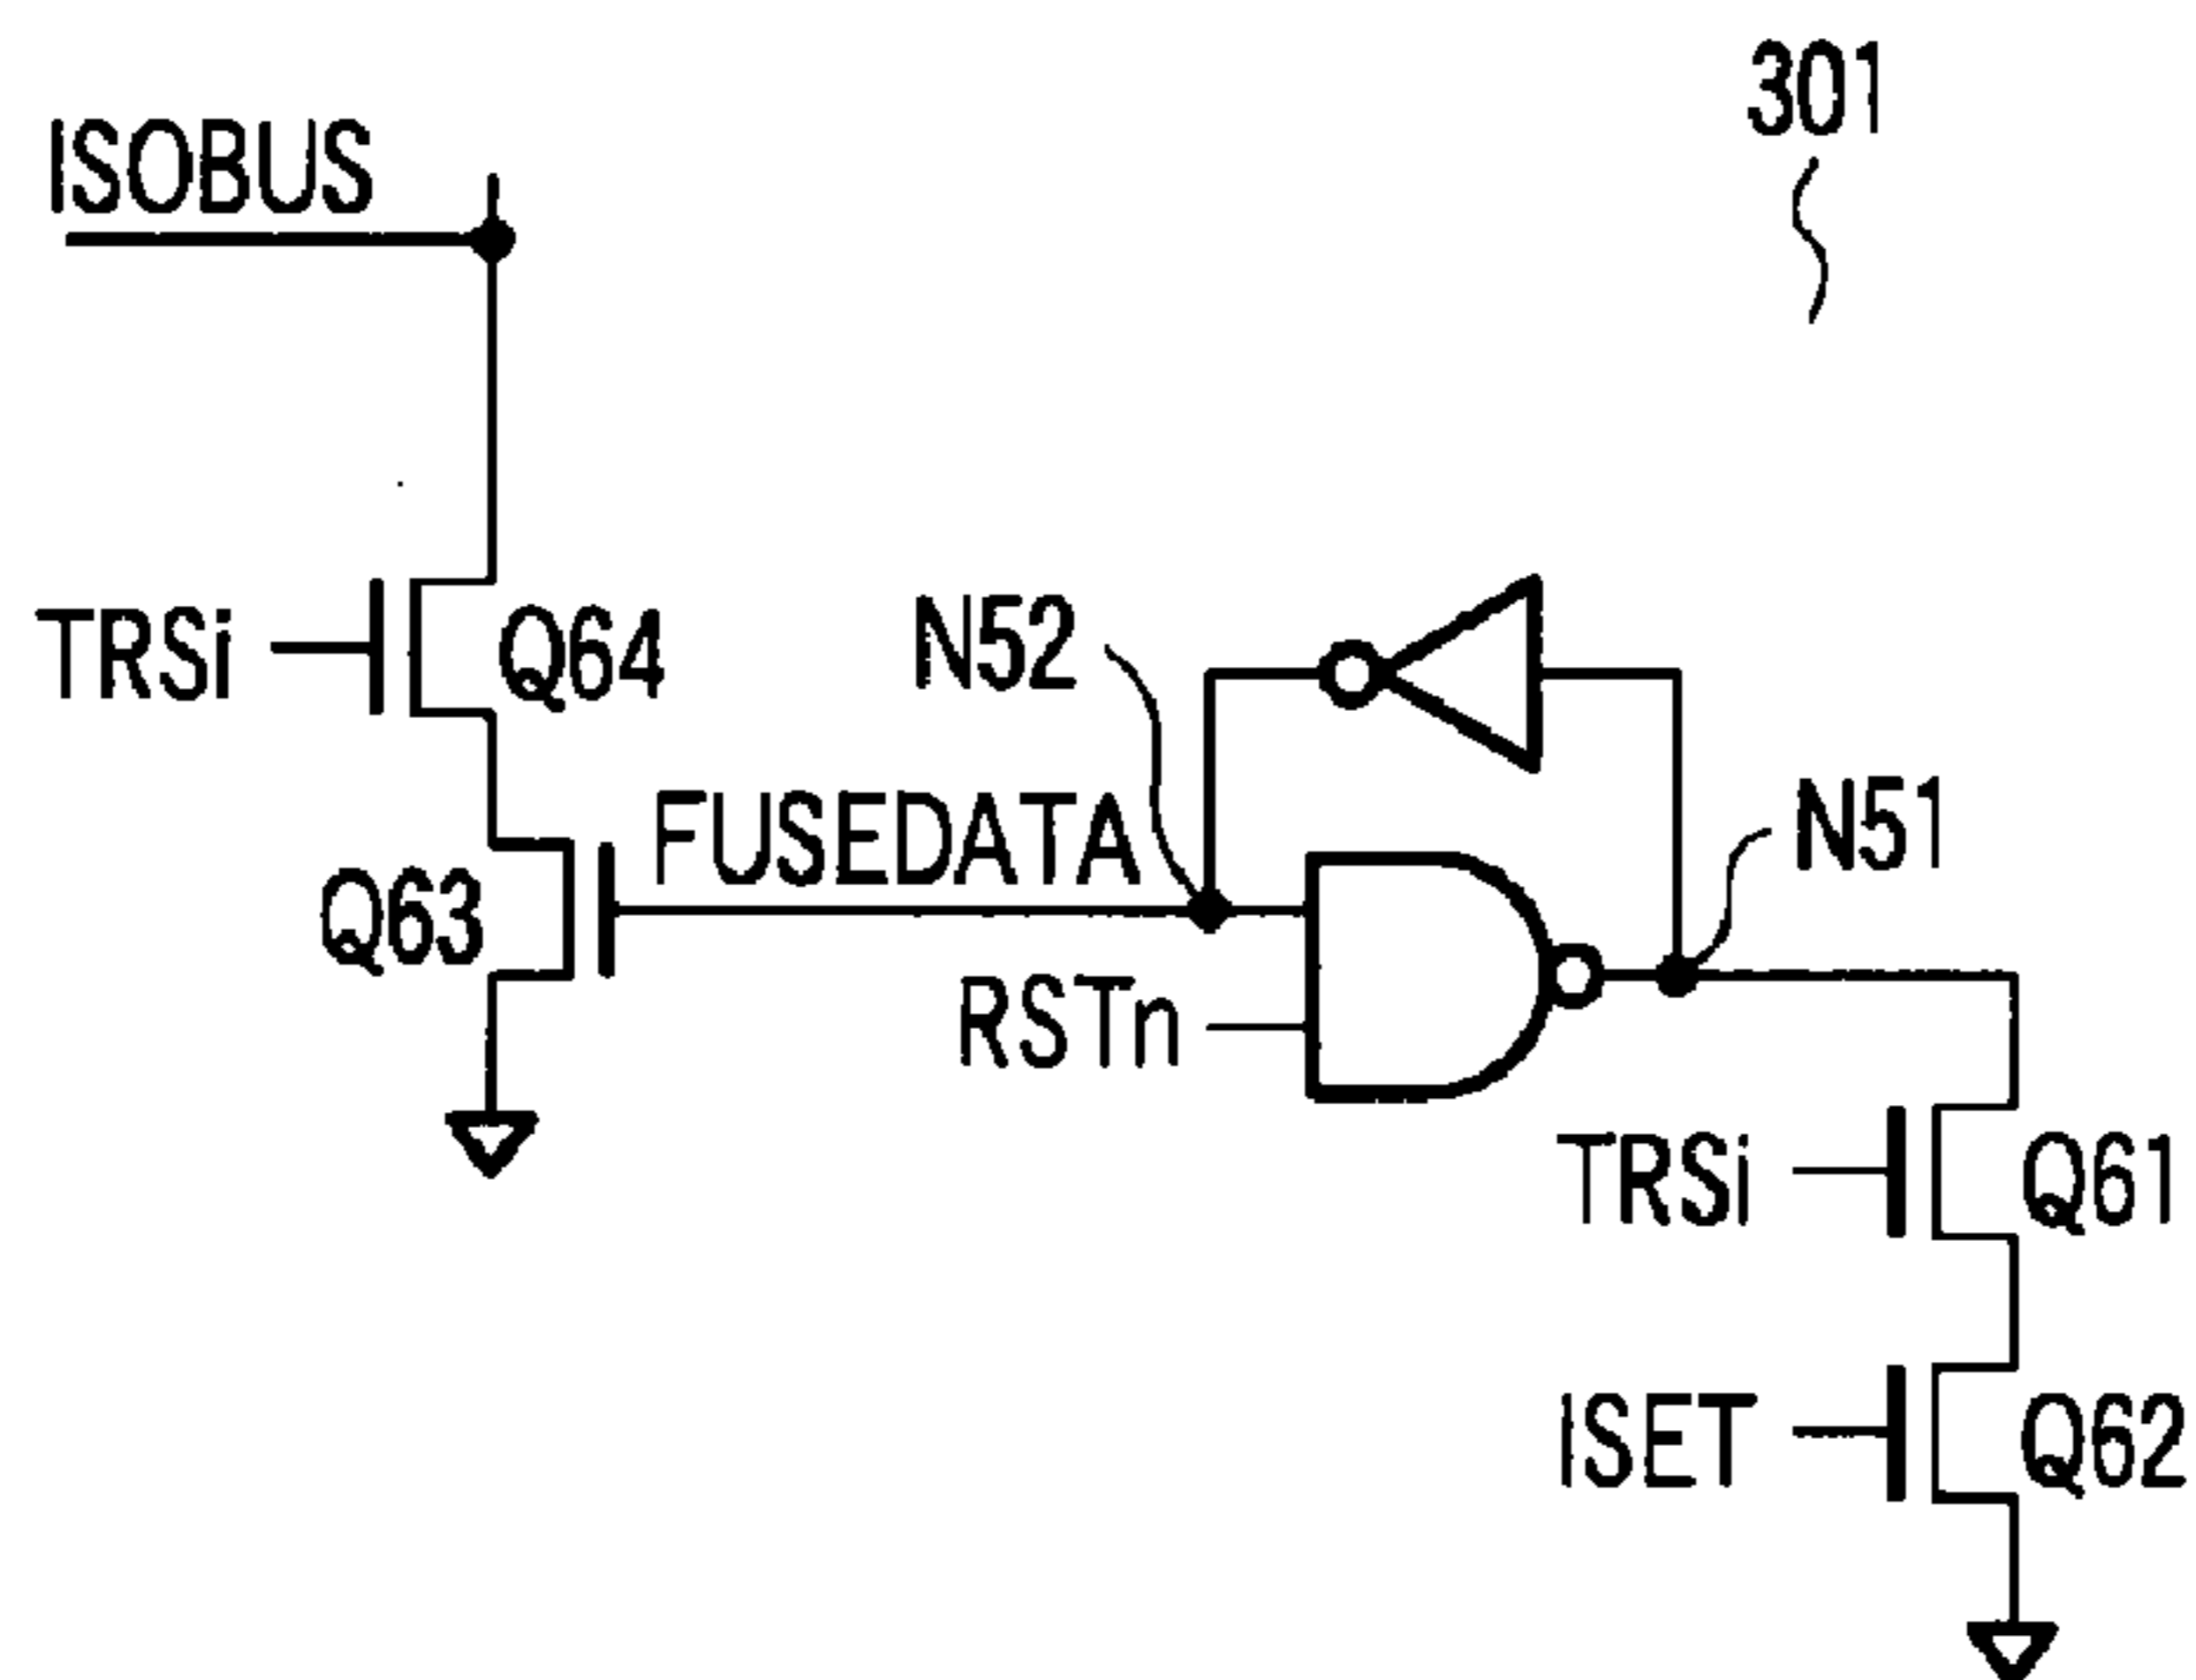 301
ISOBUS
TRSi
Q64
N52
FUSEDATA
N51
Q63
RSTn
TRSi
Q61
ISET
Q62